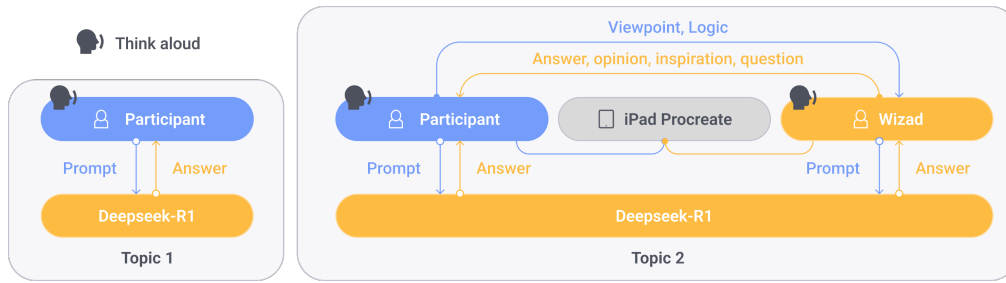 Think aloud
Participant
Prompt
Answer
Deepseek-R1
Topic 1
Viewpoint, Logic
Answer, opinion, inspiration, question
Participant
iPad Procreate
Wizad
Prompt
Answer
Prompt
Answer
Deepseek-R1
Topic 2